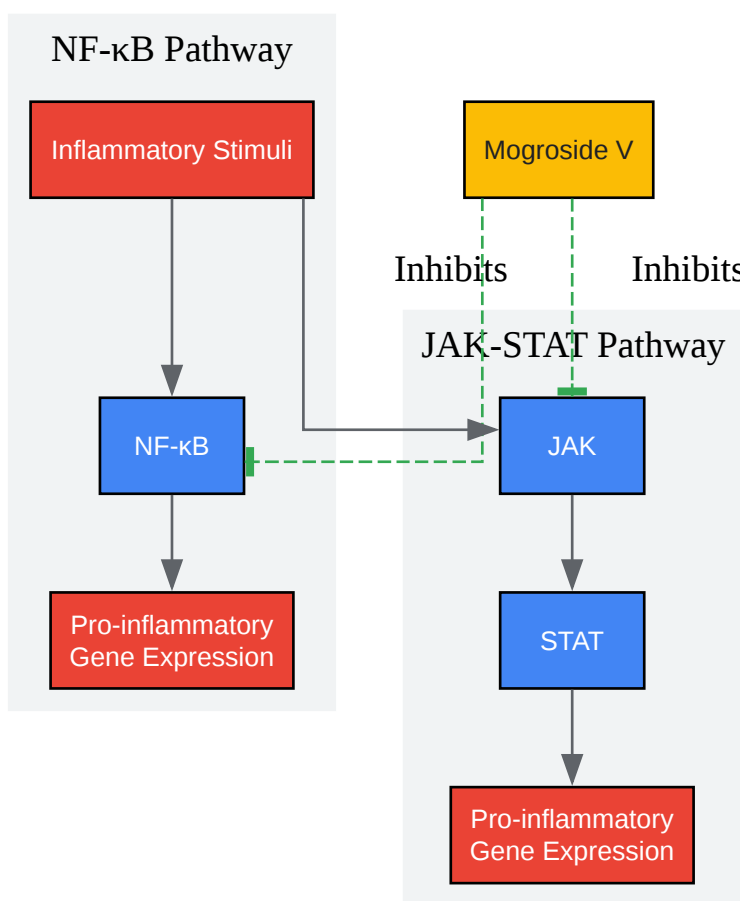 NF-κB Pathway
Inflammatory Stimuli
Mogroside V
Inhibits
Inhibits
JAK-STAT Pathway
NF-κB
JAK
Pro-inflammatory
Gene Expression
STAT
Pro-inflammatory
Gene Expression